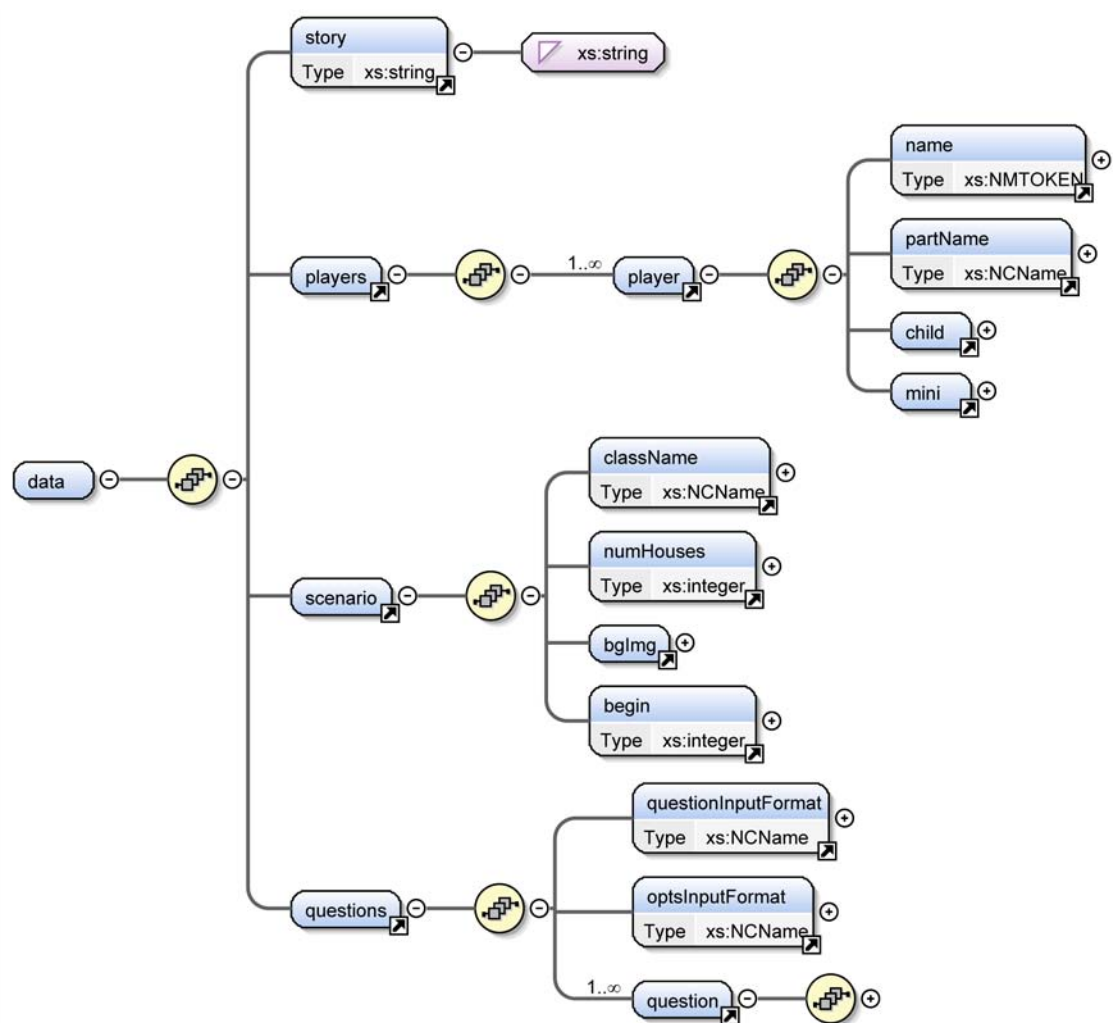 story
Type xs:string
xs:string
name
Type xs:NMTOKEN
partName
Type xs:NCName
players
1..∞
player
child
mini
data
className
Type xs:NCName
numHouses
Type xs:integer
scenario
bgImg
begin
Type xs:integer
questionInputFormat
Type xs:NCName
questions
optsInputFormat
Type xs:NCName
1..∞
question